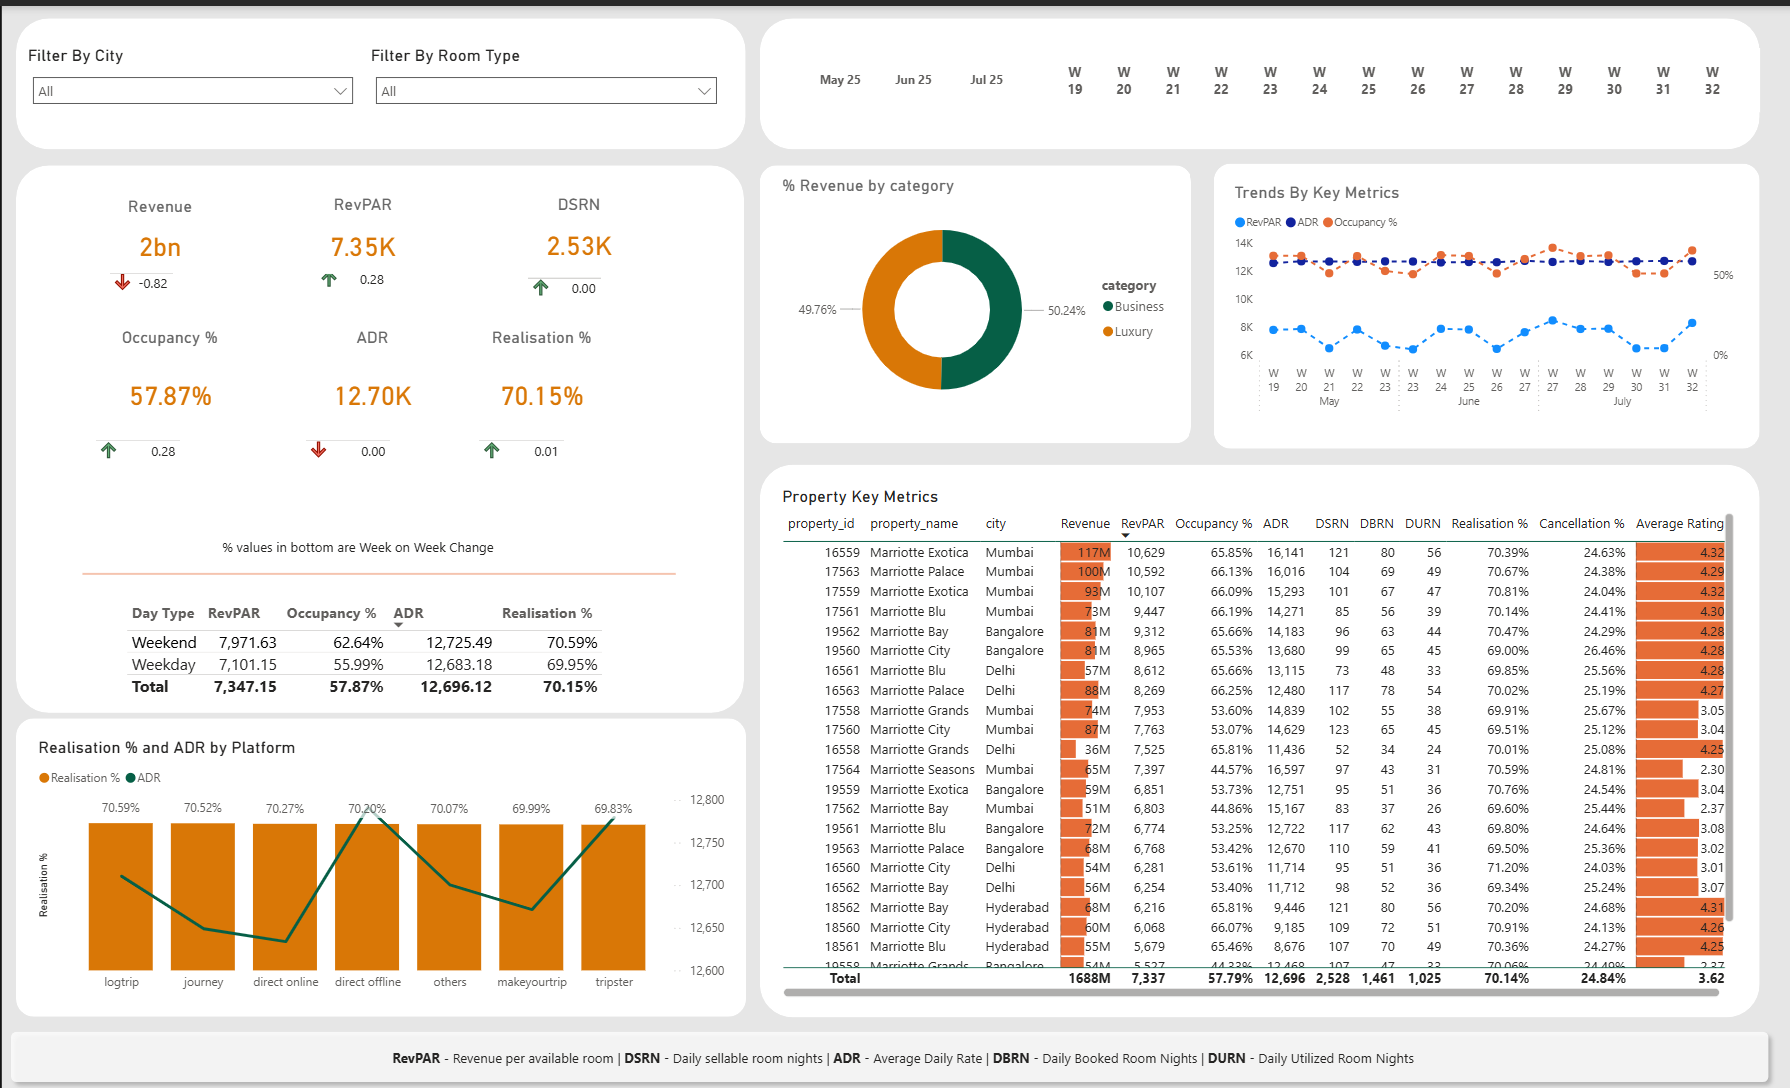 Filter By City
All
Filter By Room Type
All
May 25 Jun 25 Jul 25
W 19 W 20 W 21 W 22 W 23 W 24 W 25 W 26 W 27 W 28 W 29 W 30 W 31 W 32
Revenue
2bn
-0.82
RevPAR
7.35K
0.28
DSRN
2.53K
0.00
Occupancy %
57.87%
0.28
ADR
12.70K
0.00
Realisation %
70.15%
0.01
% values in bottom are Week on Week Change
Day Type RevPAR Occupancy % ADR Realisation %
Weekend 7,971.63 62.64% 12,725.49 70.59%
Weekday 7,101.15 55.99% 12,683.18 69.95%
Total 7,347.15 57.87% 12,696.12 70.15%
Realisation % and ADR by Platform
Realisation % ADR
70.59% 70.52% 70.27% 70.20% 70.07% 69.99% 69.83%
12,800
12,750
12,700
12,650
12,600
Realisation %
logtrip journey direct online direct offline others makeyourtrip tripster
% Revenue by category
49.76%
50.24%
category
Business
Luxury
Trends By Key Metrics
RevPAR ADR Occupancy %
14K
12K
10K
8K
6K
50%
0%
W 19 W 20 W 21 W 22 W 23 W 23 W 24 W 25 W 26 W 27 W 27 W 28 W 29 W 30 W 31 W 32
May June July
Property Key Metrics
property_id property_name city Revenue RevPAR Occupancy % ADR DSRN DBRN DURN Realisation % Cancellation % Average Rating
16559 Marriotte Exotica Mumbai 117M 10,629 65.85% 16,141 121 80 56 70.39% 24.63% 4.32
17563 Marriotte Palace Mumbai 100M 10,592 66.13% 16,016 104 69 49 70.67% 24.38% 4.29
17559 Marriotte Exotica Mumbai 93M 10,107 66.09% 15,293 101 67 47 70.81% 24.04% 4.32
17561 Marriotte Blu Mumbai 73M 9,447 66.19% 14,271 85 56 39 70.14% 24.41% 4.30
19562 Marriotte Bay Bangalore 81M 9,312 65.66% 14,183 96 63 44 70.47% 24.29% 4.28
19560 Marriotte City Bangalore 81M 8,965 65.53% 13,680 99 65 45 69.00% 26.46% 4.28
16561 Marriotte Blu Delhi 57M 8,612 65.66% 13,115 73 48 33 69.85% 25.56% 4.28
16563 Marriotte Palace Delhi 88M 8,269 66.25% 12,480 117 78 54 70.02% 25.19% 4.27
17558 Marriotte Grands Mumbai 74M 7,953 53.60% 14,839 102 55 38 69.91% 25.67% 3.05
17560 Marriotte City Mumbai 87M 7,763 53.07% 14,629 123 65 45 69.51% 25.12% 3.04
16558 Marriotte Grands Delhi 36M 7,525 65.81% 11,436 52 34 24 70.01% 25.08% 4.25
17564 Marriotte Seasons Mumbai 65M 7,397 44.57% 16,597 97 43 31 70.59% 24.81% 2.30
19559 Marriotte Exotica Bangalore 59M 6,851 53.73% 12,751 95 51 36 70.76% 24.54% 3.04
17562 Marriotte Bay Mumbai 51M 6,803 44.86% 15,167 83 37 26 69.60% 25.44% 2.37
19561 Marriotte Blu Bangalore 72M 6,774 53.25% 12,722 117 62 43 69.80% 24.64% 3.08
19563 Marriotte Palace Bangalore 68M 6,768 53.42% 12,670 110 59 41 69.50% 25.36% 3.02
16560 Marriotte City Delhi 54M 6,281 53.61% 11,714 95 51 36 71.20% 24.03% 3.01
16562 Marriotte Bay Delhi 56M 6,254 53.40% 11,712 98 52 36 69.34% 25.24% 3.07
18562 Marriotte Bay Hyderabad 68M 6,216 65.81% 9,446 121 80 56 70.20% 24.68% 4.31
18560 Marriotte City Hyderabad 60M 6,068 66.07% 9,185 109 72 51 70.91% 24.13% 4.26
18561 Marriotte Blu Hyderabad 55M 5,679 65.46% 8,676 107 70 49 70.36% 24.27% 4.25
19558 Marriotte Grands Bangalore 54M 5,527 44.33% 12,468 107 47 33 70.06% 24.49% 2.37
Total 1688M 7,337 57.79% 12,696 2,528 1,461 1,025 70.14% 24.84% 3.62
RevPAR - Revenue per available room | DSRN - Daily sellable room nights | ADR - Average Daily Rate | DBRN - Daily Booked Room Nights | DURN - Daily Utilized Room Nights